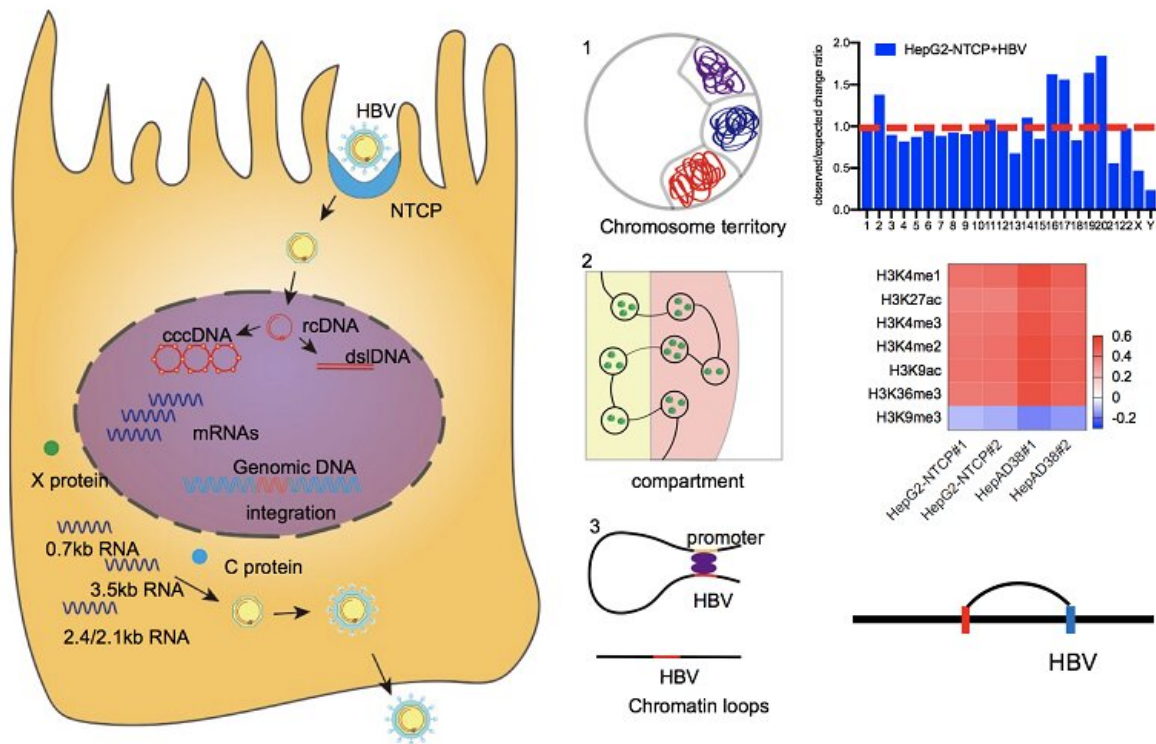 HBV
NTCP
cccDNA
rcDNA
dslDNA
mRNAs
X protein
Genomic DNA
integration
0.7kb RNA
C protein
3.5kb RNA
2.4/2.1kb RNA
1
Chromosome territory
2
compartment
3
promoter
HBV
HBV
Chromatin loops
observed/expected change ratio
2.0
1.5
1.0
0.5
0.0
HepG2-NTCP+HBV
1 2 3 4 5 6 7 8 9 10 11 12 13 14 15 16 17 18 19 20 21 22 X Y
H3K4me1
H3K27ac
H3K4me3
H3K4me2
H3K9ac
H3K36me3
H3K9me3
0.6
0.4
0.2
0
-0.2
HepG2-NTCP#1
HepG2-NTCP#2
HepAD38#1
HepAD38#2
HBV